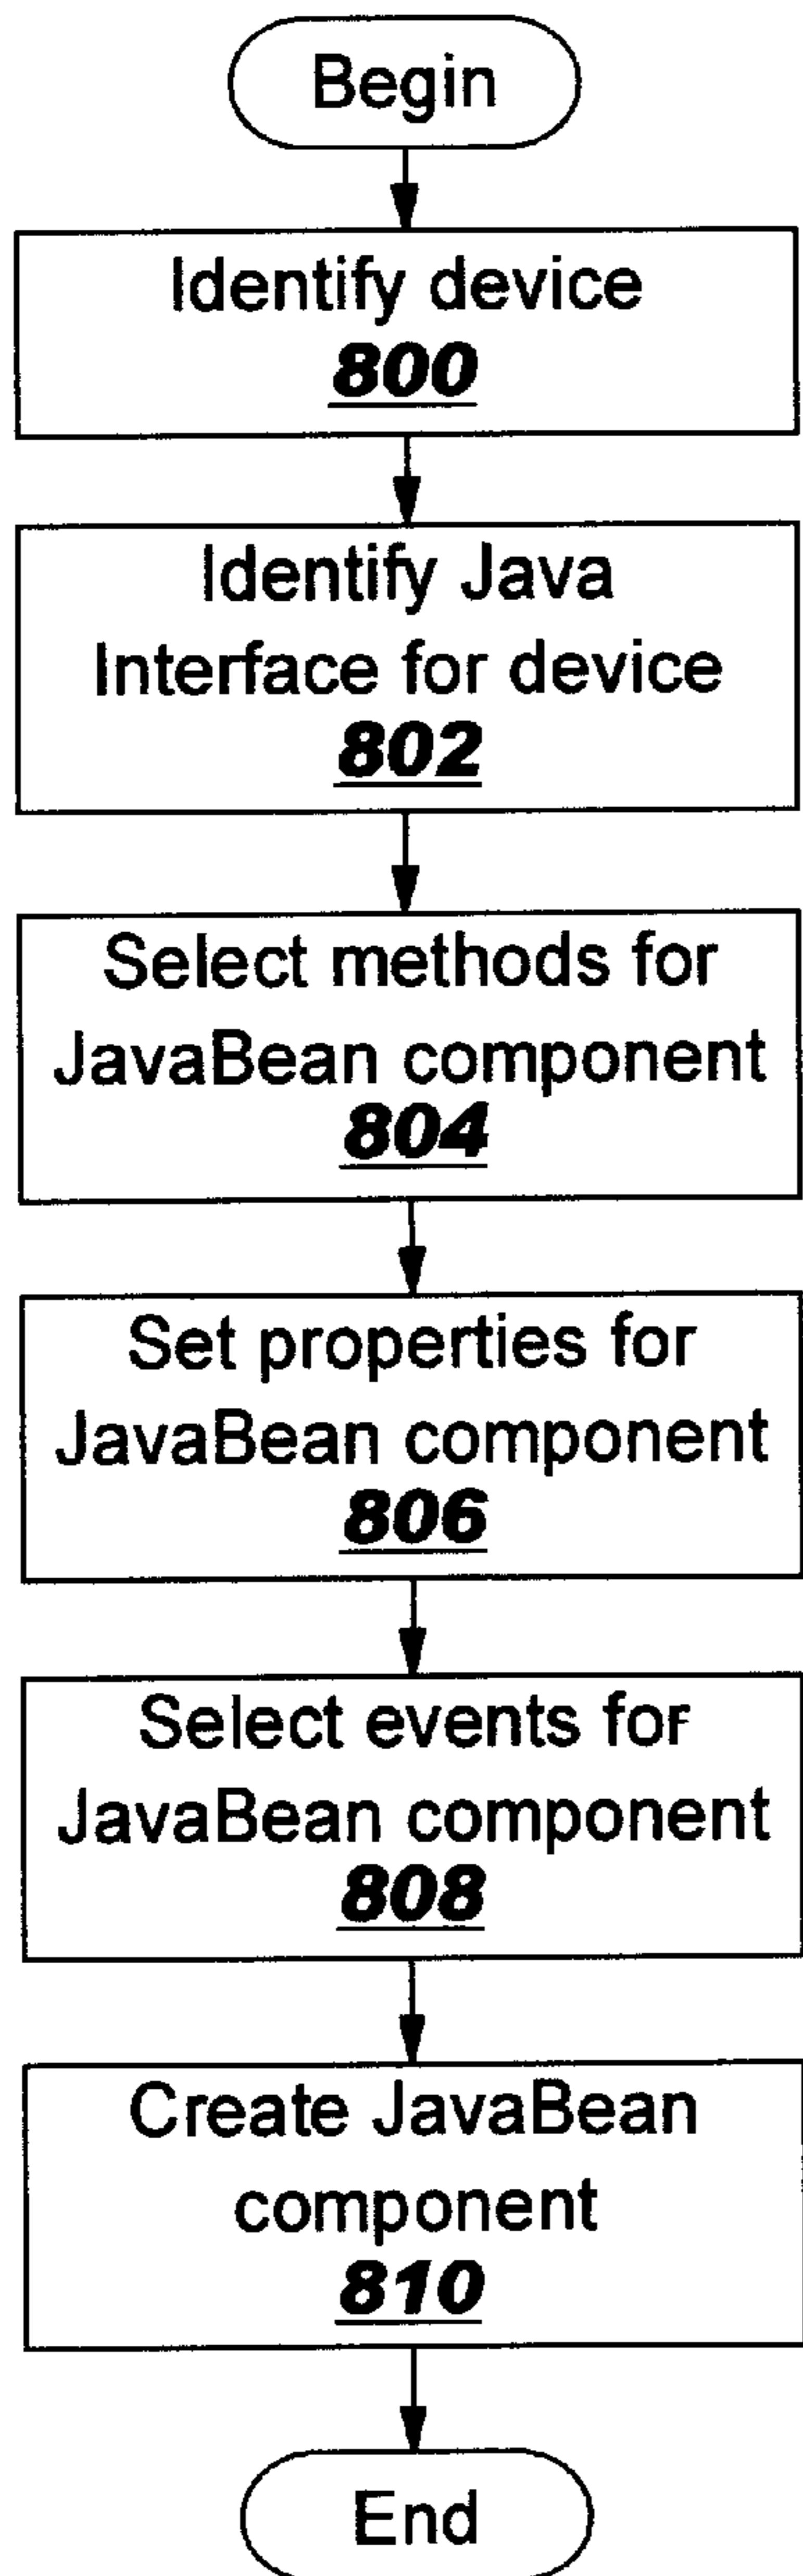 Begin
Identify device
800
Identify Java
Interface for device
802
Select methods for
JavaBean component
804
Set properties for
JavaBean component
806
Select events for
JavaBean component
808
Create JavaBean
component
810
End